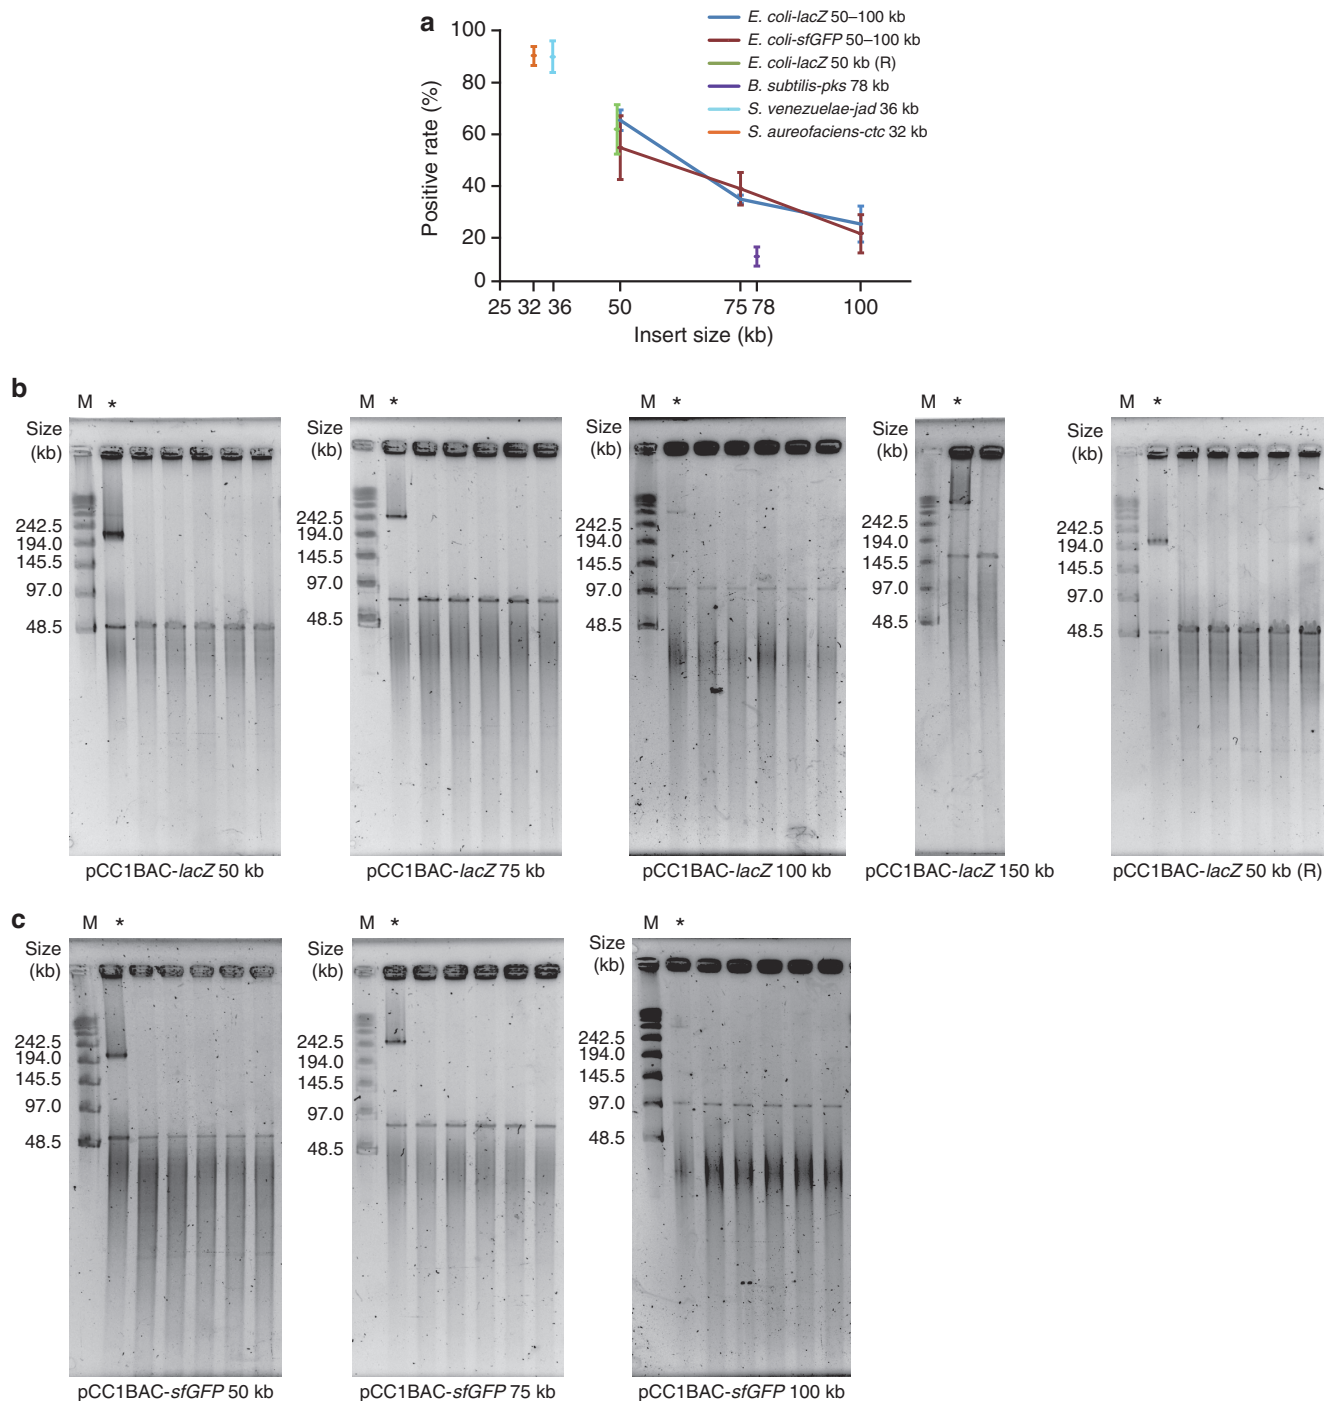 a
100
80
60
40
20
0
Positive rate (%)
25 32 36 50 75 78 100
Insert size (kb)
E. coli-lacZ 50–100 kb
E. coli-sfGFP 50–100 kb
E. coli-lacZ 50 kb (R)
B. subtilis-pks 78 kb
S. venezuelae-jad 36 kb
S. aureofaciens-ctc 32 kb
b
M *
Size
(kb)
242.5
194.0
145.5
97.0
48.5
pCC1BAC-lacZ 50 kb
M *
Size
(kb)
242.5
194.0
145.5
97.0
48.5
pCC1BAC-lacZ 75 kb
M *
Size
(kb)
242.5
194.0
145.5
97.0
48.5
pCC1BAC-lacZ 100 kb
M *
Size
(kb)
242.5
194.0
145.5
97.0
48.5
pCC1BAC-lacZ 150 kb
M *
Size
(kb)
242.5
194.0
145.5
97.0
48.5
pCC1BAC-lacZ 50 kb (R)
c
M *
Size
(kb)
242.5
194.0
145.5
97.0
48.5
pCC1BAC-sfGFP 50 kb
M *
Size
(kb)
242.5
194.0
145.5
97.0
48.5
pCC1BAC-sfGFP 75 kb
M *
Size
(kb)
242.5
194.0
145.5
97.0
48.5
pCC1BAC-sfGFP 100 kb